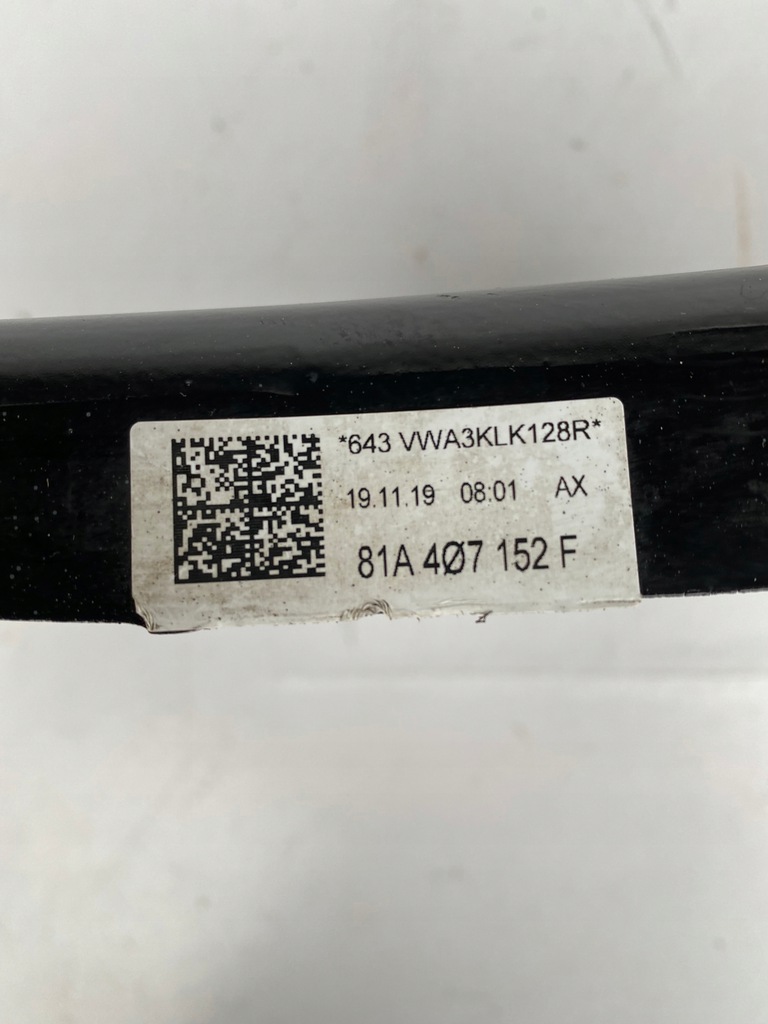 *643 VWA3KLK128R*
19.11.19 08:01 AX
81A 4Ø7 152 F